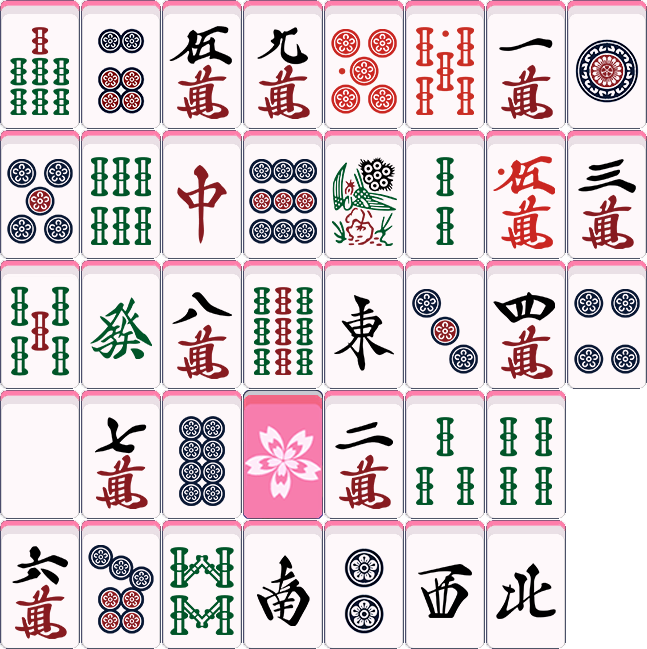 伍萬 九萬 一萬
中 伍萬 三萬
發 八萬 東 四萬
七萬 二萬
六萬 南 西 北